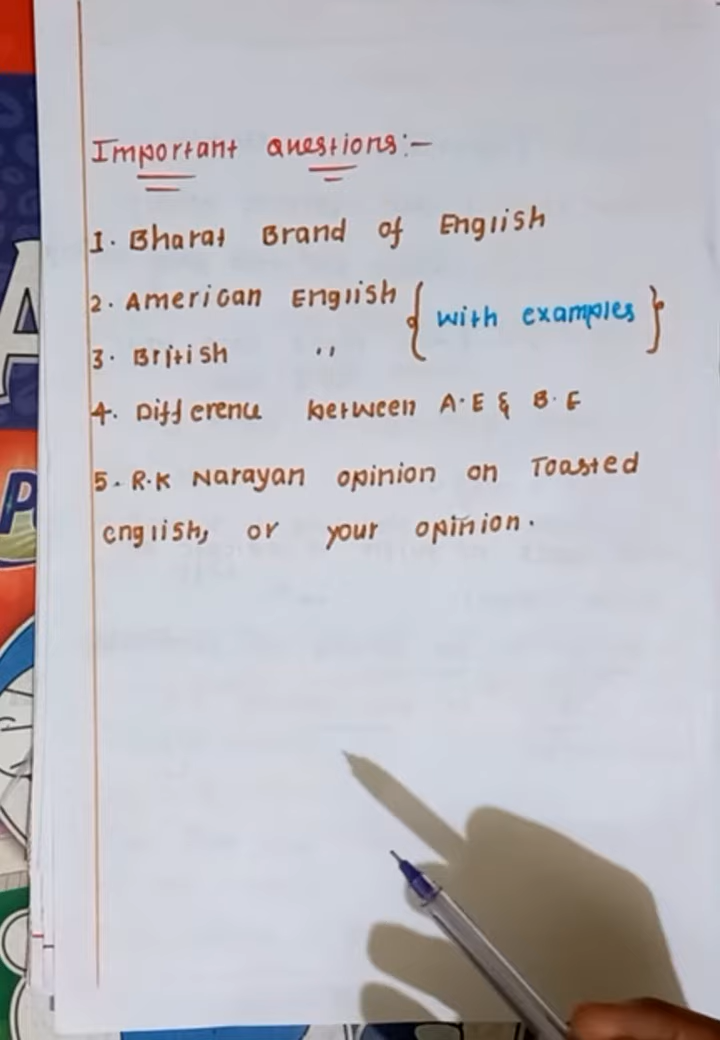 Important questions:-
1. Bharat Brand of English
2. American English { with examples }
3. British ,,
4. Difference between A.E & B.E
5. R.K Narayan opinion on Toasted
english, or your opinion.